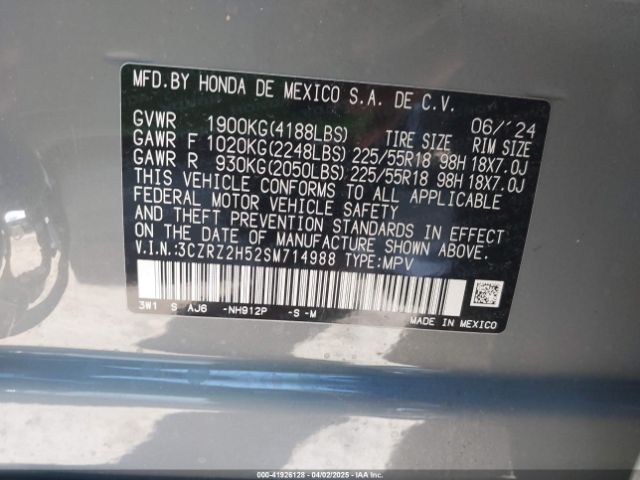 MFD.BY HONDA DE MEXICO S.A. DE C.V.
06/'24
GVWR 1900KG(4188LBS) TIRE SIZE RIM SIZE
GAWR F 1020KG(2248LBS) 225/55R18 98H 18X7.0J
GAWR R 930KG(2050LBS) 225/55R18 98H 18X7.0J
THIS VEHICLE CONFORMS TO ALL APPLICABLE
FEDERAL MOTOR VEHICLE SAFETY
AND THEFT PREVENTION STANDARDS IN EFFECT
ON THE DATE OF MANUFACTURE SHOWN ABOVE.
V.I.N.:3CZRZ2H52SM714988 TYPE:MPV
3W1 S AJ6 -NH912P -S-M
MADE IN MEXICO
000-41926128 - 04/02/2025 - IAA Inc.